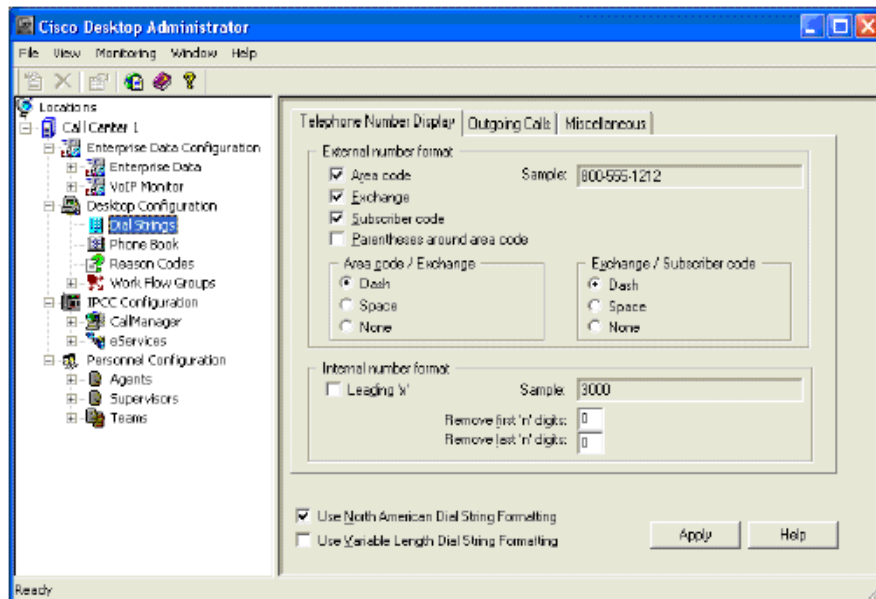 Cisco Desktop Administrator
File View Monitoring Window Help
Locations
Call Center 1
Enterprise Data Configuration
Enterprise Data
VoIP Monitor
Desktop Configuration
Dial Strings
Phone Book
Reason Codes
Work Flow Groups
IPCC Configuration
CallManager
eServices
Personnel Configuration
Agents
Supervisors
Teams
Telephone Number Display Outgoing Calls Miscellaneous
External number format
Area code Sample: 800-555-1212
Exchange
Subscriber code
Parentheses around area code
Area code / Exchange Exchange / Subscriber code
Dash Dash
Space Space
None None
Internal number format
Leading 'x' Sample: 3000
Remove first 'n' digits: 0
Remove last 'n' digits: 0
Use North American Dial String Formatting
Use Variable Length Dial String Formatting
Apply Help
Ready